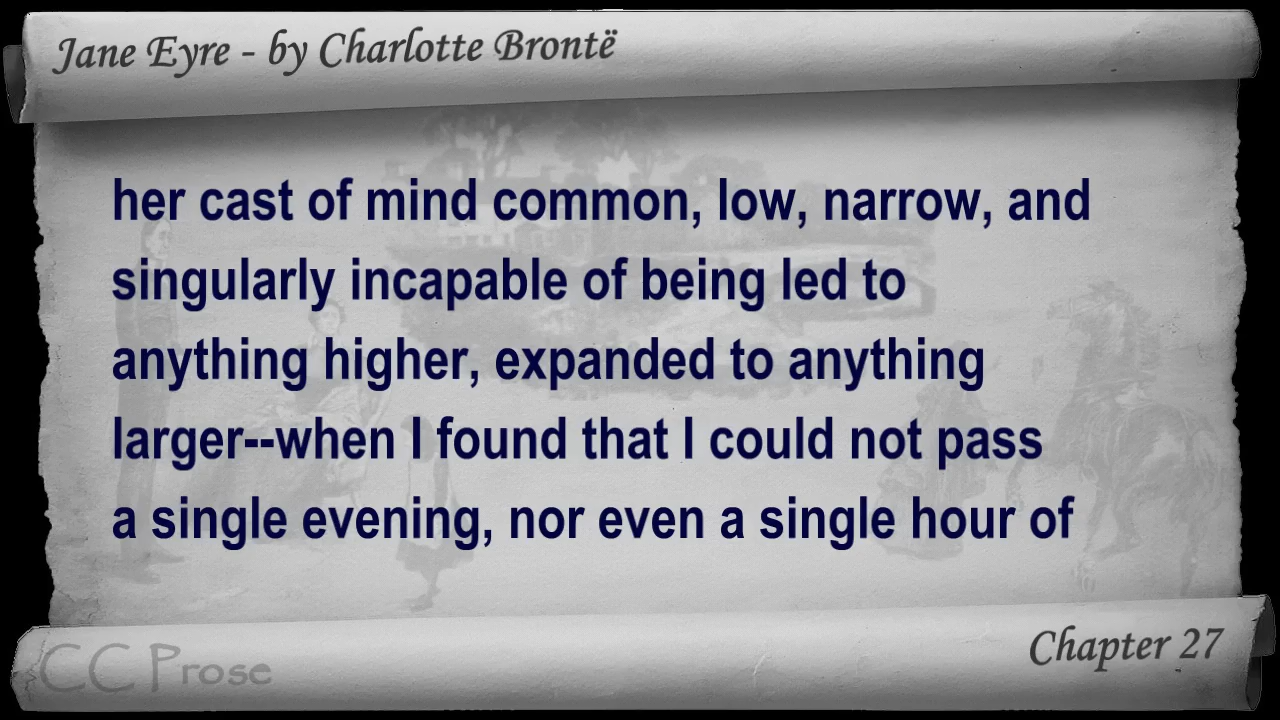 Jane Eyre - by Charlotte Brontë
her cast of mind common, low, narrow, and
singularly incapable of being led to
anything higher, expanded to anything
larger--when I found that I could not pass
a single evening, nor even a single hour of
Chapter 27
CC Prose